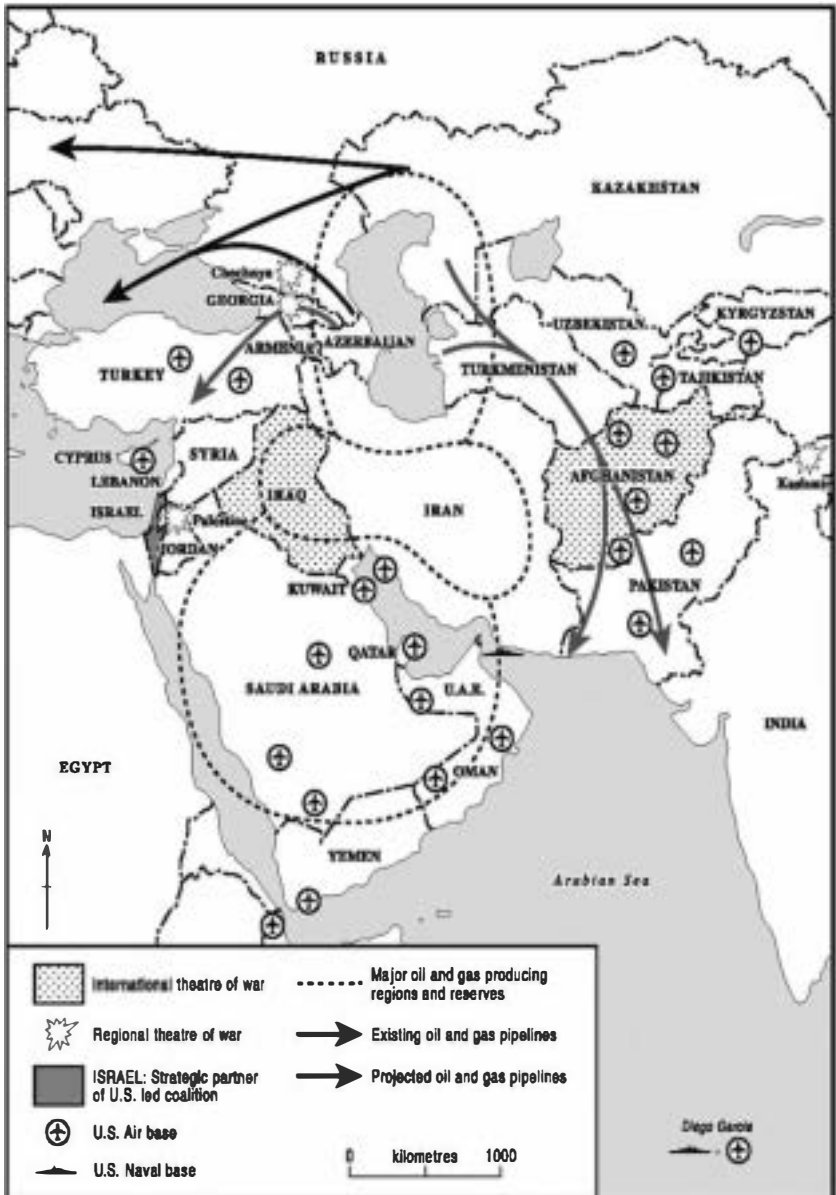 RUSSIA
KAZAKHSTAN
Chechnya
GEORGIA
UZBEKISTAN
KYRGYZSTAN
ARMENIA
AZERBAIJAN
TURKEY
TURKMENISTAN
TAJIKISTAN
SYRIA
CYPRUS
LEBANON
AFGHANISTAN
Kashmir
IRAQ
IRAN
ISRAEL
Palestine
JORDAN
KUWAIT
PAKISTAN
QATAR
SAUDI ARABIA
U.A.E.
INDIA
EGYPT
OMAN
N
YEMEN
Arabian Sea
International theatre of war
Major oil and gas producing
regions and reserves
Regional theatre of war
Existing oil and gas pipelines
ISRAEL: Strategic partner
of U.S. led coalition
Projected oil and gas pipelines
U.S. Air base
U.S. Naval base
0 kilometres 1000
Diego Garcia